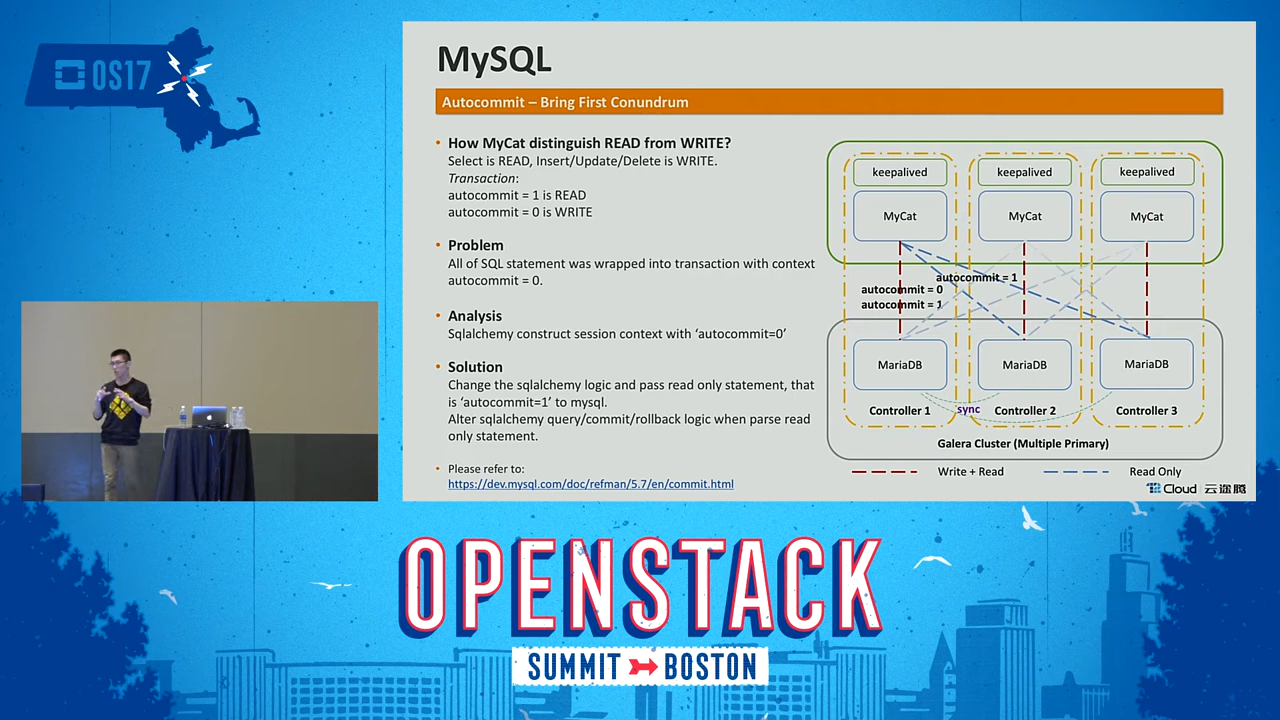 OS17
MySQL
Autocommit – Bring First Conundrum
• How MyCat distinguish READ from WRITE?
Select is READ, Insert/Update/Delete is WRITE.
Transaction:
autocommit = 1 is READ
autocommit = 0 is WRITE
• Problem
All of SQL statement was wrapped into transaction with context
autocommit = 0.
• Analysis
Sqlalchemy construct session context with ‘autocommit=0’
• Solution
Change the sqlalchemy logic and pass read only statement, that
is ‘autocommit=1’ to mysql.
Alter sqlalchemy query/commit/rollback logic when parse read
only statement.
• Please refer to:
https://dev.mysql.com/doc/refman/5.7/en/commit.html
keepalived
keepalived
keepalived
MyCat
MyCat
MyCat
autocommit = 1
autocommit = 0
autocommit = 1
MariaDB
MariaDB
MariaDB
Controller 1
sync
Controller 2
Controller 3
Galera Cluster (Multiple Primary)
Write + Read
Read Only
Cloud 云途腾
OPENSTACK
SUMMIT BOSTON